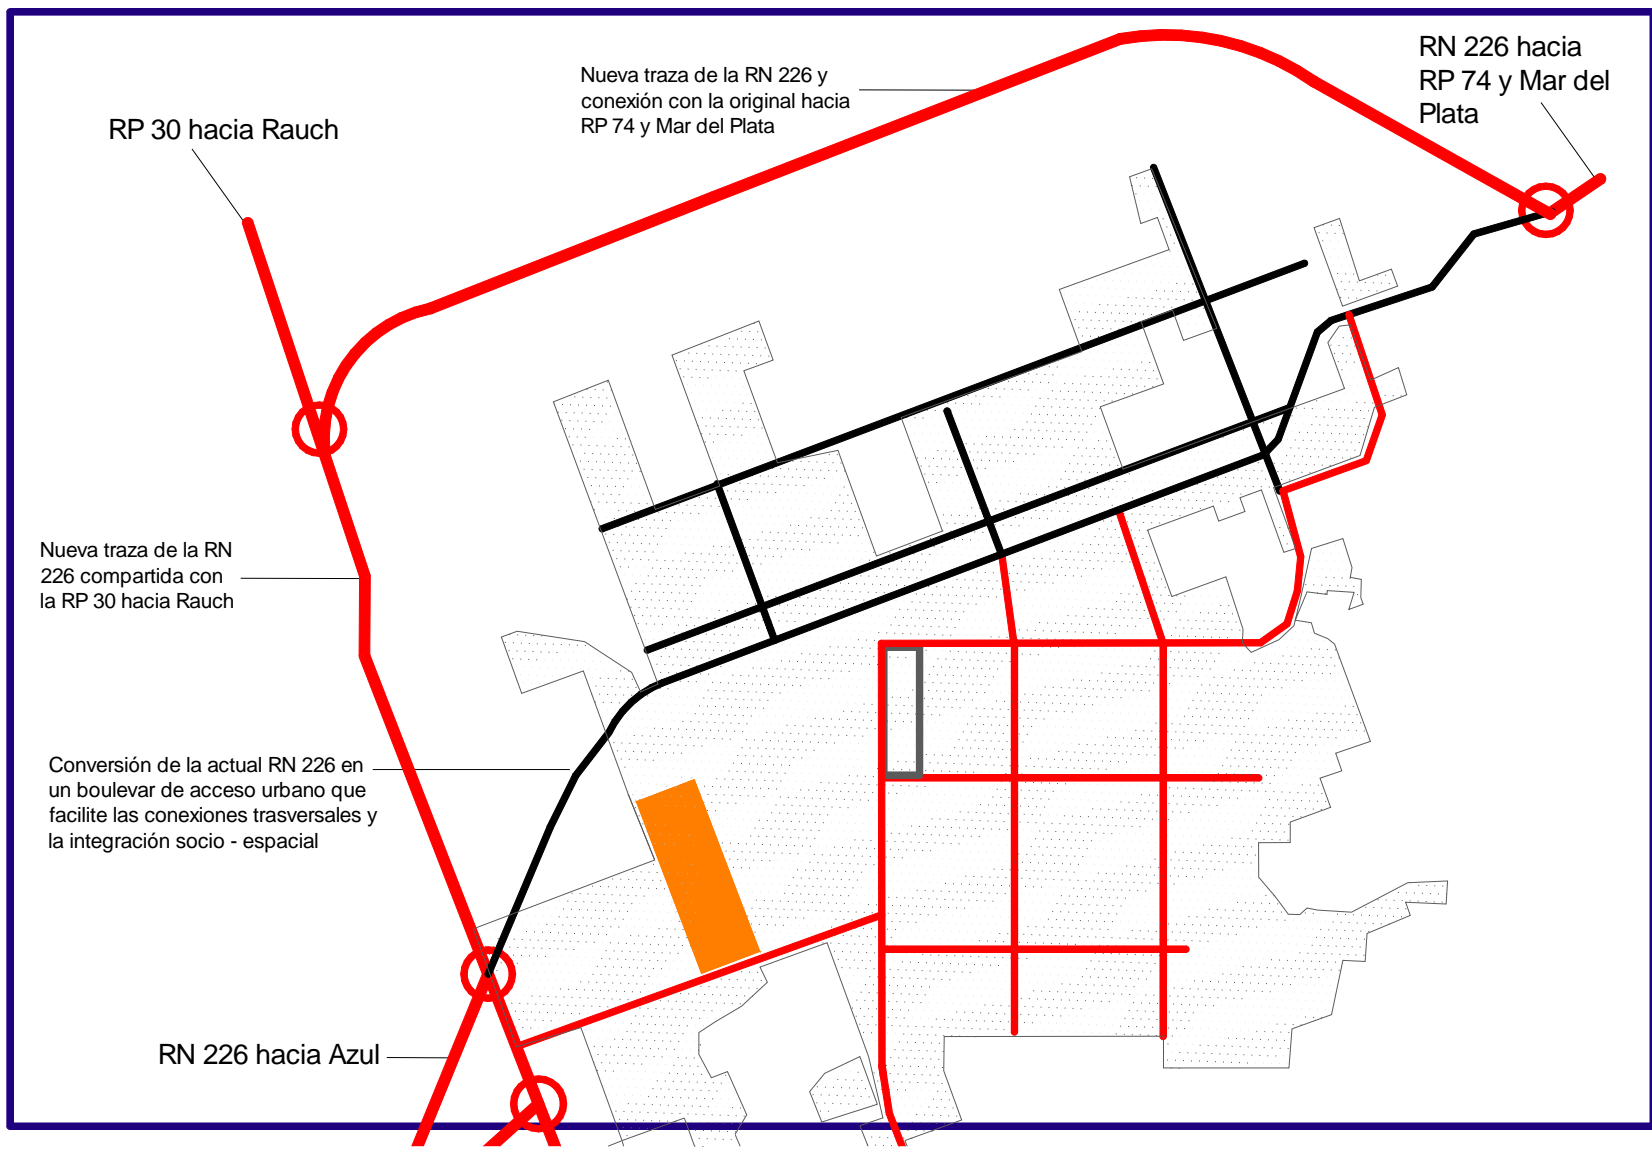 RN 226 hacia
RP 74 y Mar del
Plata
Nueva traza de la RN 226 y
conexión con la original hacia
RP 74 y Mar del Plata
RP 30 hacia Rauch
Nueva traza de la RN
226 compartida con
la RP 30 hacia Rauch
Conversión de la actual RN 226 en
un boulevar de acceso urbano que
facilite las conexiones trasversales y
la integración socio - espacial
RN 226 hacia Azul